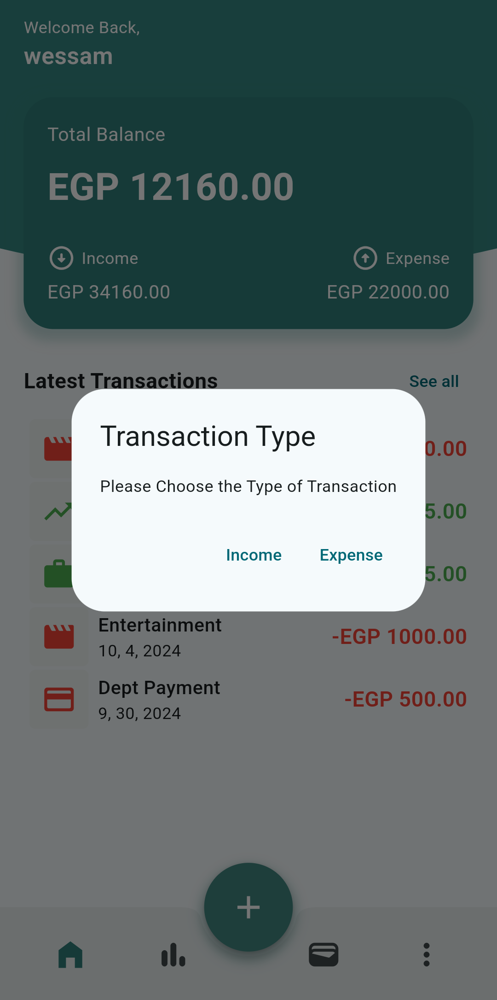 Welcome Back,
wessam
Total Balance
EGP 12160.00
Income
Expense
EGP 34160.00
EGP 22000.00
Latest Transactions
See all
Transaction Type
Please Choose the Type of Transaction
Income
Expense
0.00
5.00
5.00
Entertainment
10, 4, 2024
-EGP 1000.00
Dept Payment
9, 30, 2024
-EGP 500.00